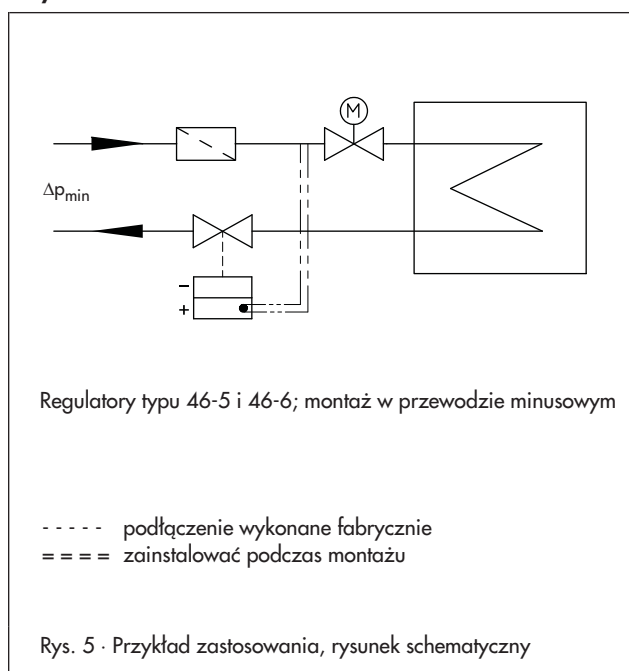 M
Δpmin
−
+
Regulatory typu 46-5 i 46-6; montaż w przewodzie minusowym
- - - - - podłączenie wykonane fabrycznie
= = = = zainstalować podczas montażu
Rys. 5 · Przykład zastosowania, rysunek schematyczny